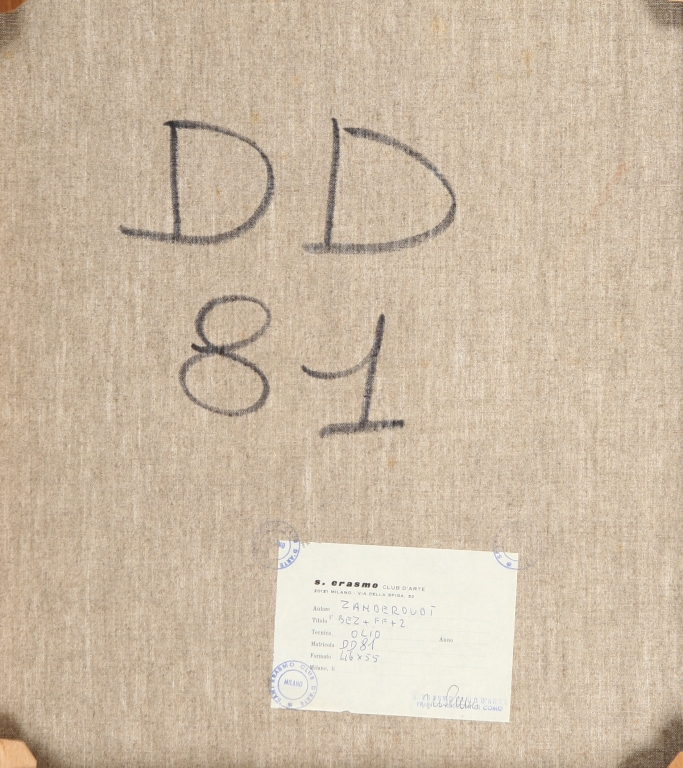 DD
81
s. erasmo CLUB D'ARTE
20121 MILANO - VIA DELLA SPIGA
Autore ZANDEROUDI
Titolo BEZ+FF+2
Tecnica OLIO Anno
Matricola DD81
Formato 46x55
Milano, li
MILANO